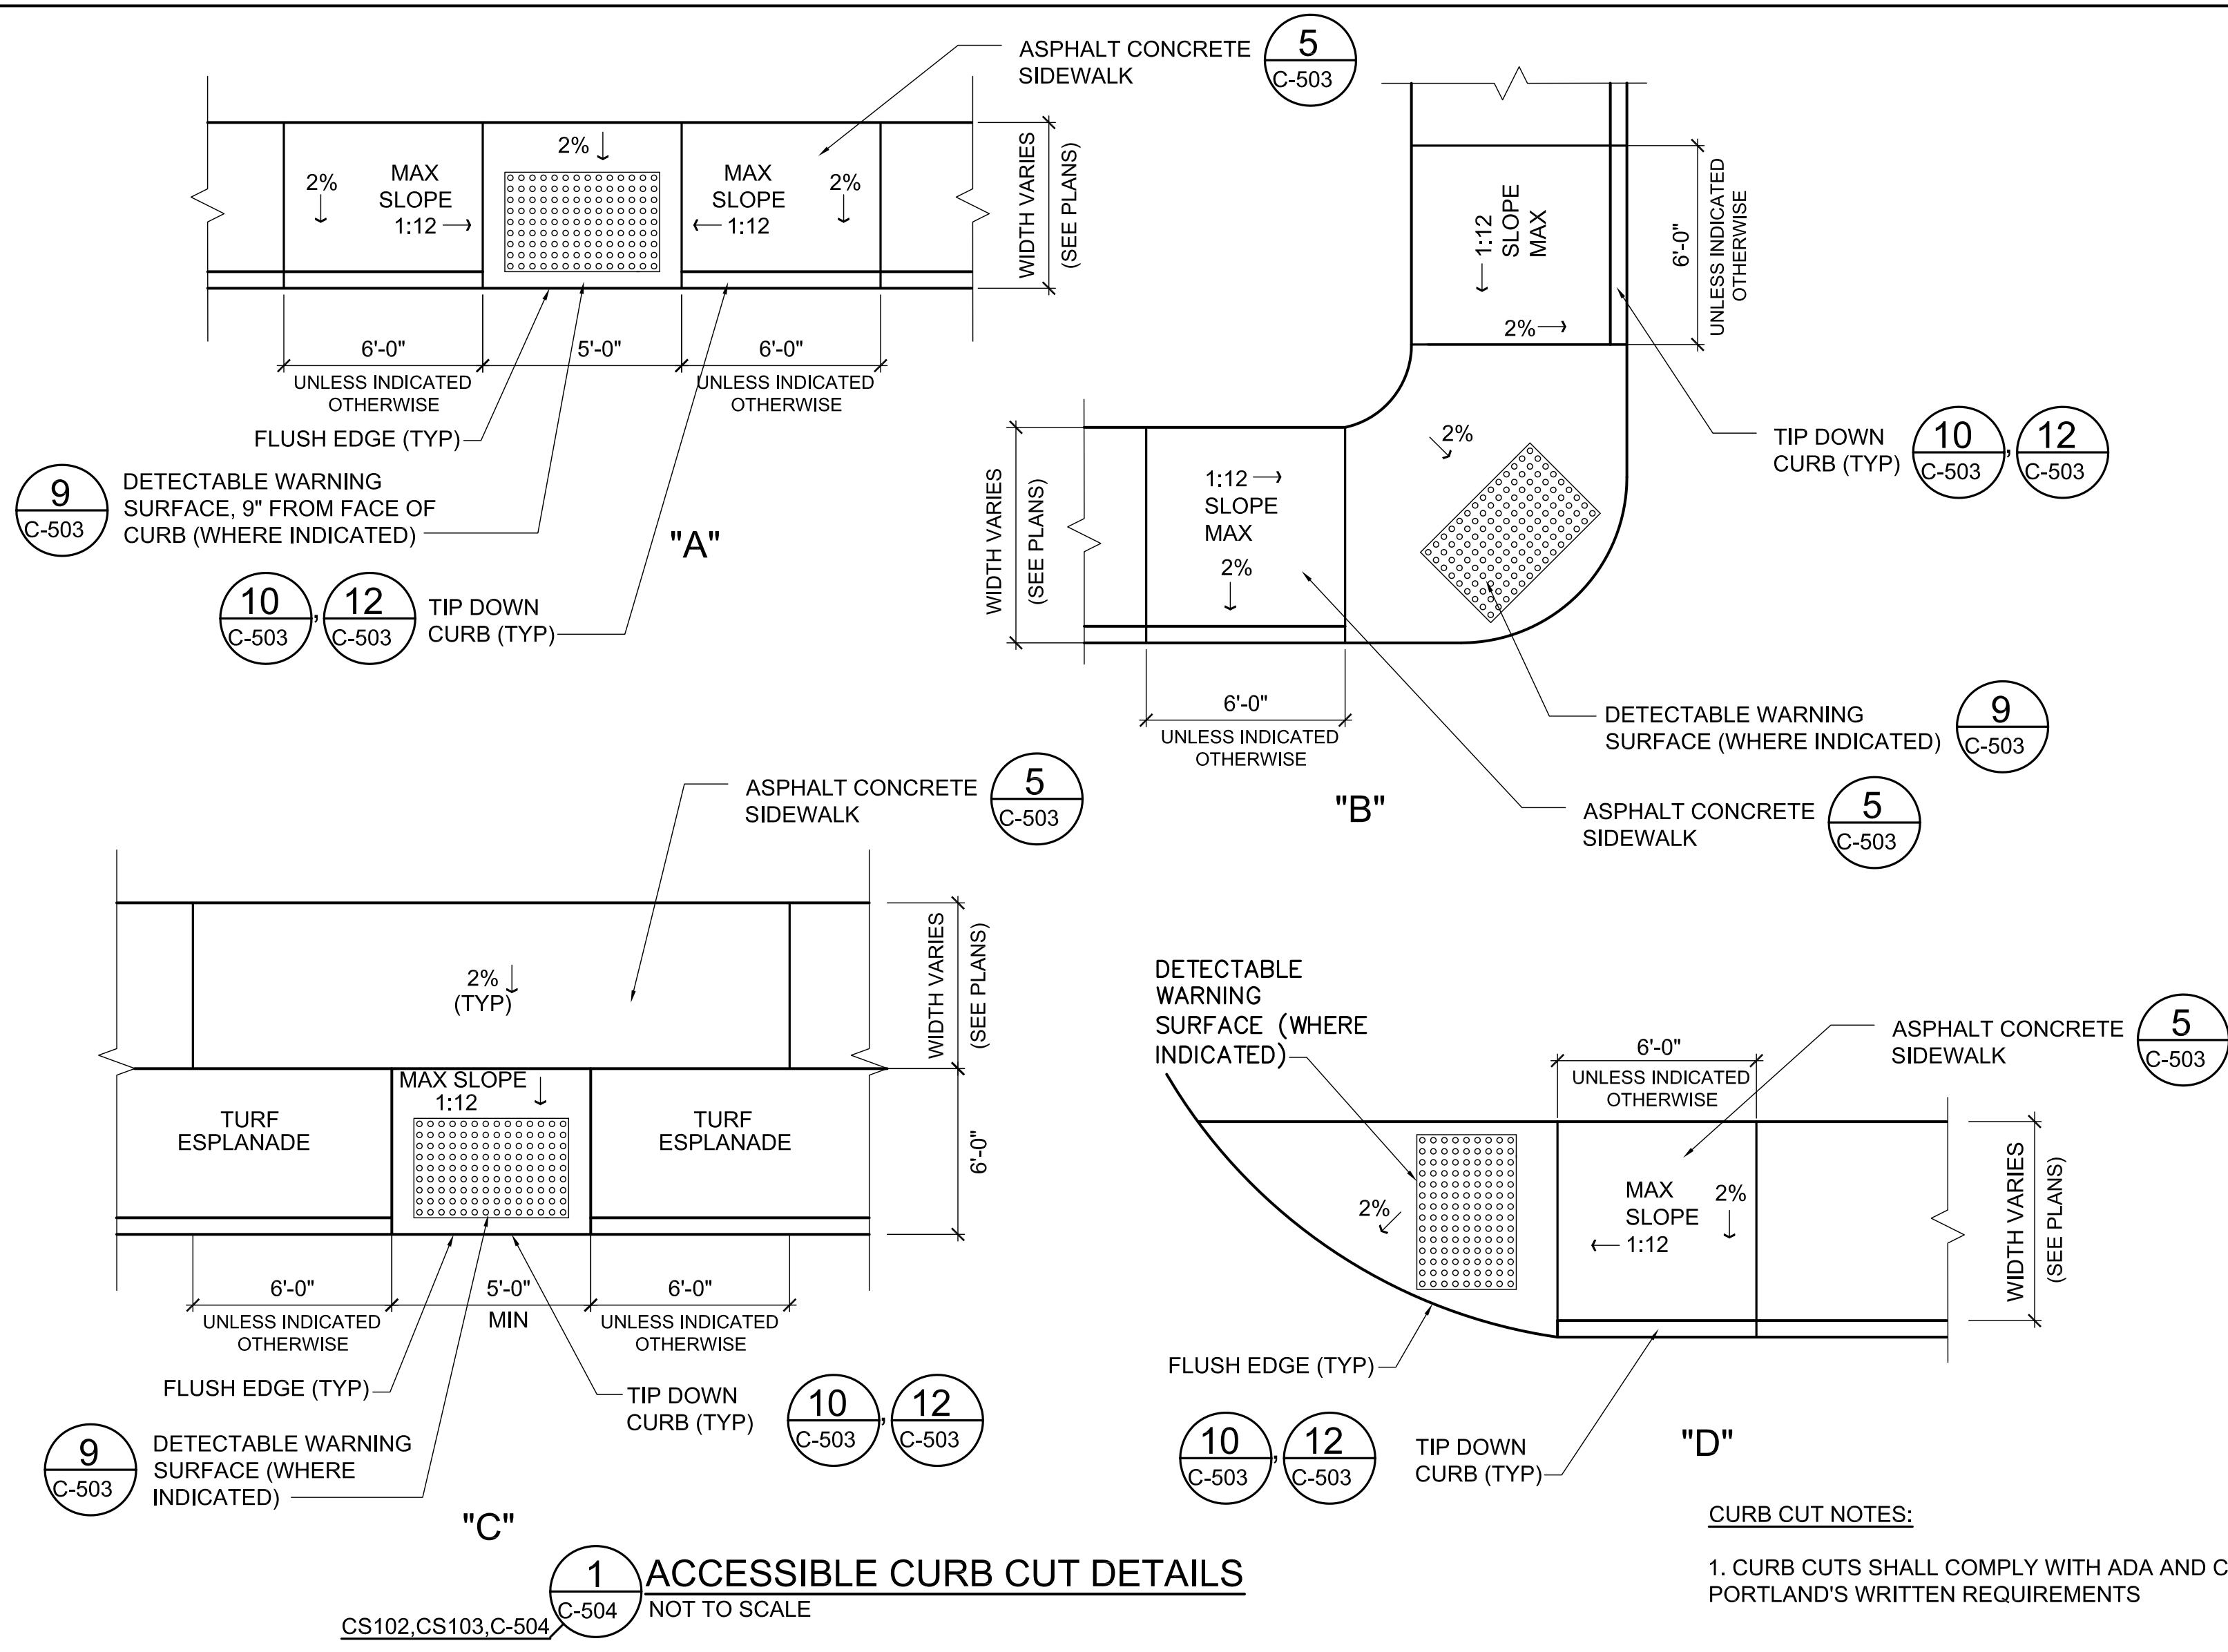 ASPHALT CONCRETE
SIDEWALK
5
C-503
2%
MAX
SLOPE
1:12
2%
MAX
SLOPE
1:12
2%
WIDTH VARIES
(SEE PLANS)
6'-0"
UNLESS INDICATED
OTHERWISE
5'-0"
6'-0"
UNLESS INDICATED
OTHERWISE
FLUSH EDGE (TYP)
9
C-503
DETECTABLE WARNING
SURFACE, 9" FROM FACE OF
CURB (WHERE INDICATED)
"A"
10
C-503
,
12
C-503
TIP DOWN
CURB (TYP)
1:12
SLOPE
MAX
2%
6'-0"
UNLESS INDICATED
OTHERWISE
TIP DOWN
CURB (TYP)
10
C-503
,
12
C-503
2%
WIDTH VARIES
(SEE PLANS)
1:12
SLOPE
MAX
2%
6'-0"
UNLESS INDICATED
OTHERWISE
DETECTABLE WARNING
SURFACE (WHERE INDICATED)
9
C-503
ASPHALT CONCRETE
SIDEWALK
5
C-503
"B"
ASPHALT CONCRETE
SIDEWALK
5
C-503
2%
(TYP)
WIDTH VARIES
(SEE PLANS)
TURF
ESPLANADE
MAX SLOPE
1:12
TURF
ESPLANADE
6'-0"
6'-0"
UNLESS INDICATED
OTHERWISE
5'-0"
MIN
6'-0"
UNLESS INDICATED
OTHERWISE
FLUSH EDGE (TYP)
TIP DOWN
CURB (TYP)
10
C-503
,
12
C-503
9
C-503
DETECTABLE WARNING
SURFACE (WHERE
INDICATED)
"C"
DETECTABLE
WARNING
SURFACE (WHERE
INDICATED)
6'-0"
UNLESS INDICATED
OTHERWISE
ASPHALT CONCRETE
SIDEWALK
5
C-503
2%
MAX
SLOPE
1:12
2%
WIDTH VARIES
(SEE PLANS)
FLUSH EDGE (TYP)
10
C-503
,
12
C-503
TIP DOWN
CURB (TYP)
"D"
1
C-504
ACCESSIBLE CURB CUT DETAILS
NOT TO SCALE
CS102,CS103,C-504
CURB CUT NOTES:
1. CURB CUTS SHALL COMPLY WITH ADA AND C
PORTLAND'S WRITTEN REQUIREMENTS